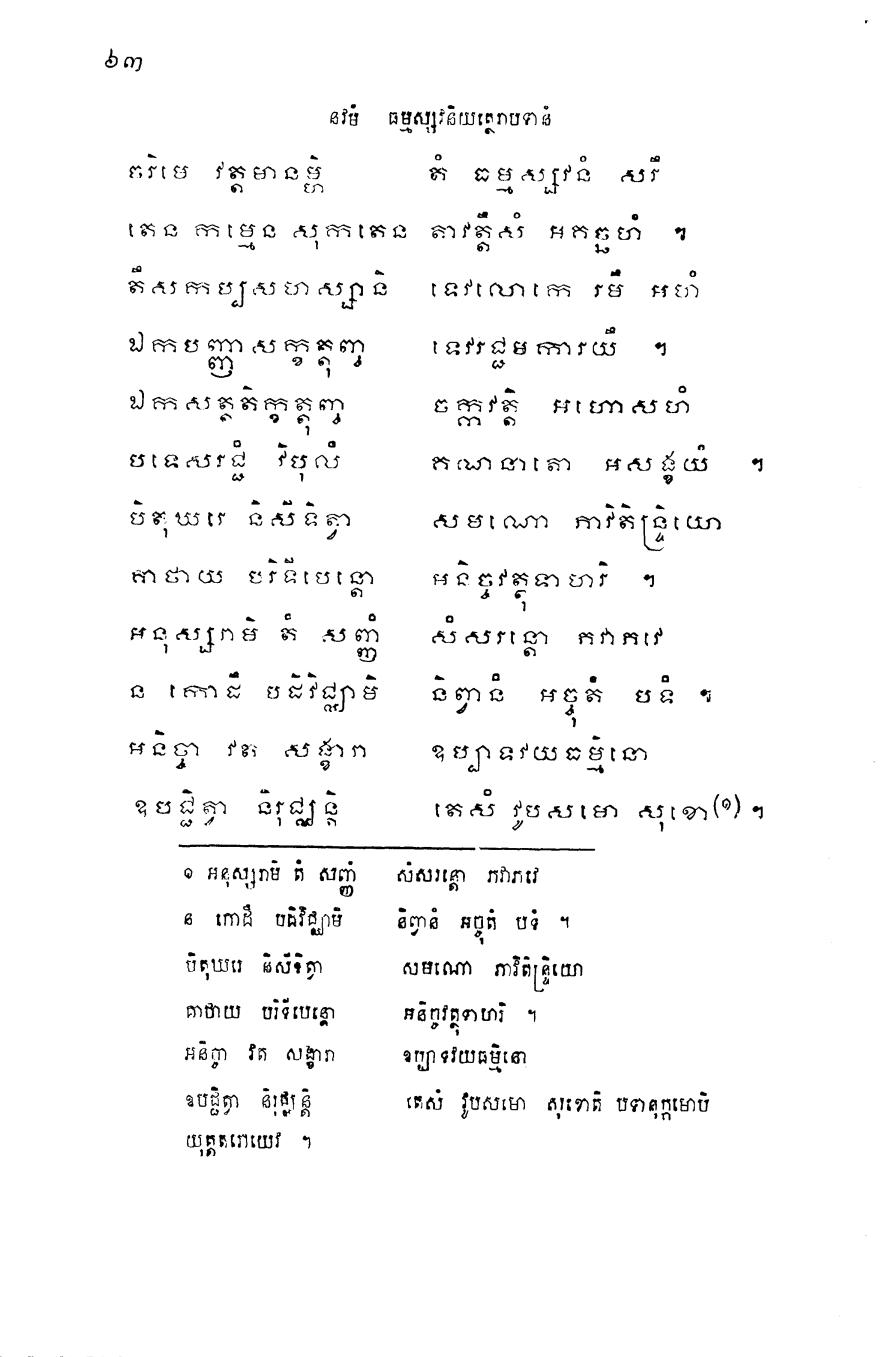 ៦៣
នវមំ ធម្មស្សវនិយត្ថេរាបទានំ
ចរិមេ វត្តមានម្ហិ តំ ធម្មស្សវនំ សរឹ
តេន កម្មេន សុកតេន តាវត្តឹសំ អគច្ឆហំ ។
តឹសកប្បសហស្សានិ ទេវលោកេ រមឹ អហំ
ឯកបញ្ញាសក្ខត្តុញ្ច ទេវរជ្ជមការយឹ ។
ឯកសត្តតិក្ខត្តុញ្ច ចក្កវត្តិ អហោសហំ
បទេសរជ្ជំ វិបុលំ គណនាតោ អសង្ខយំ ។
បិតុឃរេ និសីទិត្វា សមណោ ភាវិតិន្ទ្រិយោ
គាថាយ បរិទីបេន្តោ អនិច្ចវត្ថុទាហរិ ។
អនុស្សរាមិ តំ សញ្ញំ សំសរន្តោ ភវាភវេ
ន កោដឹ បដិវិជ្ឈាមិ និព្វានំ អច្ចុតំ បទំ ។
អនិច្ចា វត សង្ខារា ឧប្បាទវយធម្មិនោ
ឧបជ្ជិត្វា និរុជ្ឈន្តិ តេសំ វូបសមោ សុខោ(១) ។
១ អនុស្សរាមិ តំ សញ្ញំ សំសរន្តោ ភវាភវេ
ន កោដឹ បដិវិជ្ឈាមិ និព្វានំ អច្ចុតំ បទំ ។
បិតុឃរេ និសីទិត្វា សមណោ ភាវិតិន្ទ្រិយោ
គាថាយ បរិទីបេន្តោ អនិច្ចវត្ថុទាហរិ ។
អនិច្ចា វត សង្ខារា ឧប្បាទវយធម្មិនោ
ឧបជ្ជិត្វា និរុជ្ឈន្តិ តេសំ វូបសមោ សុខោតិ បទានុក្កមោបិ
យុត្តតរោយេវ ។